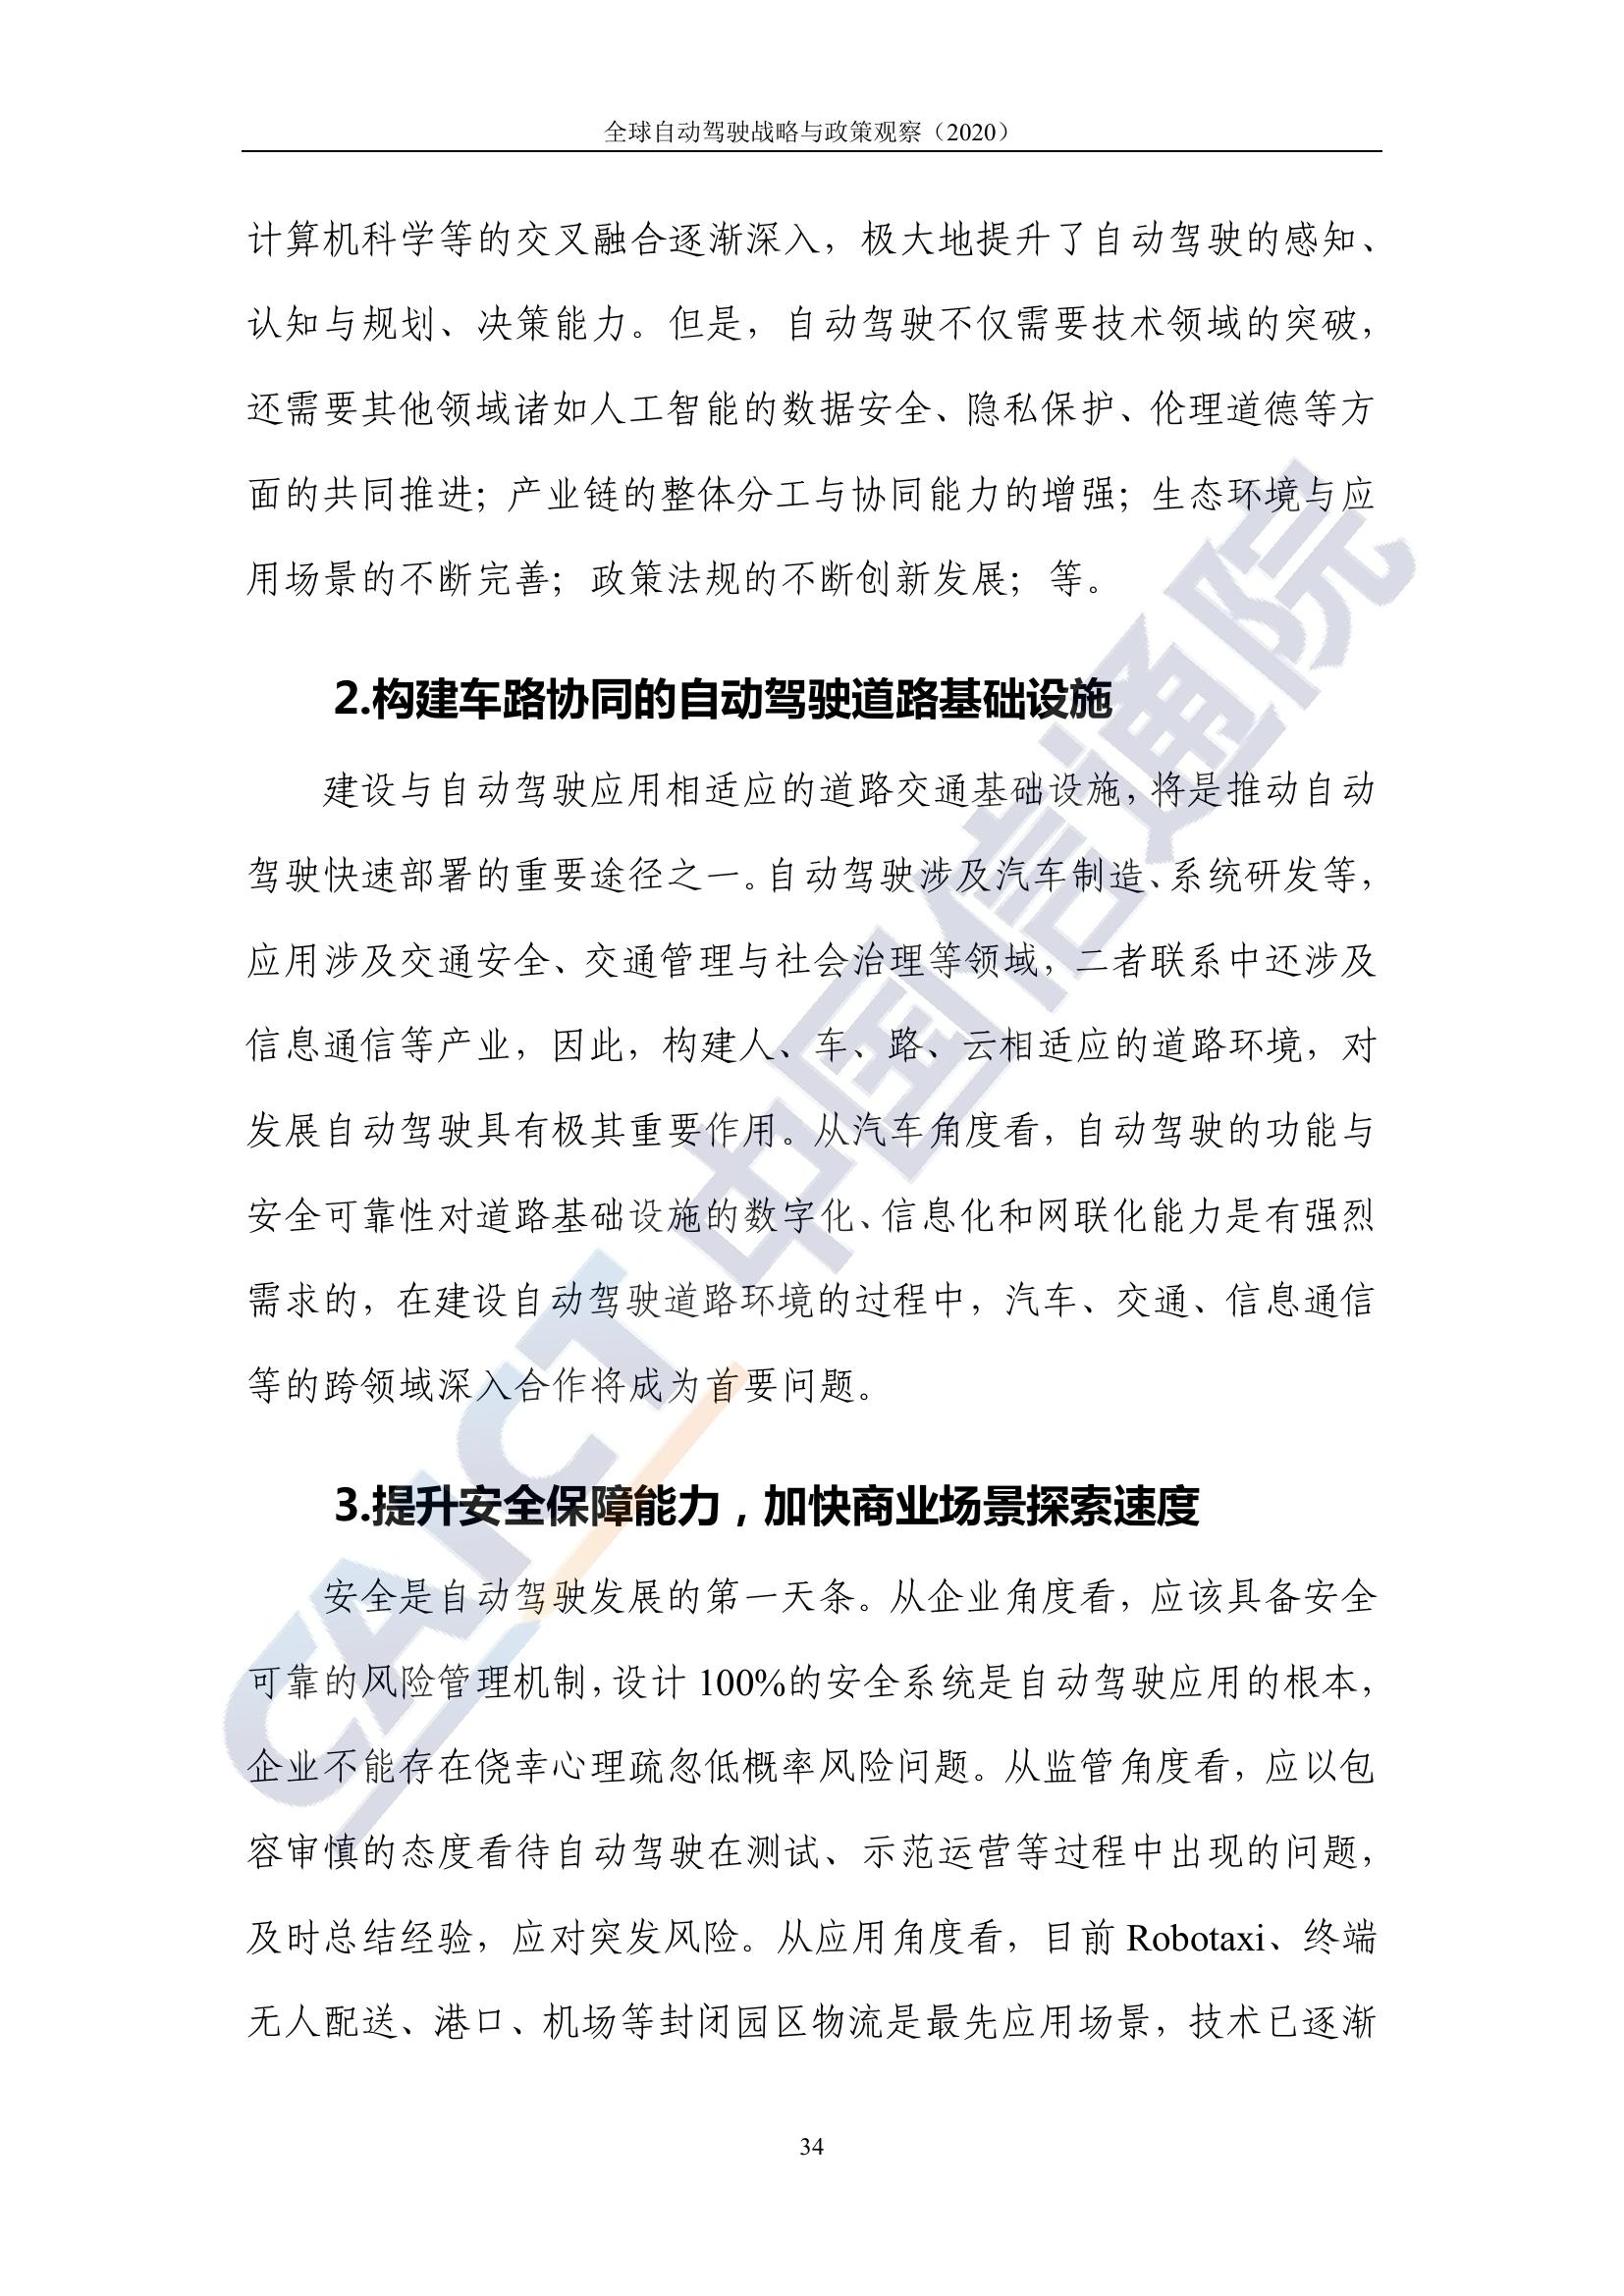 全球自动驾驶战略与政策观察（2020）
计算机科学等的交叉融合逐渐深入，极大地提升了自动驾驶的感知、
认知与规划、决策能力。但是，自动驾驶不仅需要技术领域的突破，
还需要其他领域诸如人工智能的数据安全、隐私保护、伦理道德等方
面的共同推进；产业链的整体分工与协同能力的增强；生态环境与应
用场景的不断完善；政策法规的不断创新发展；等。
2.构建车路协同的自动驾驶道路基础设施
建设与自动驾驶应用相适应的道路交通基础设施，将是推动自动
驾驶快速部署的重要途径之一。自动驾驶涉及汽车制造、系统研发等，
应用涉及交通安全、交通管理与社会治理等领域，二者联系中还涉及
信息通信等产业，因此，构建人、车、路、云相适应的道路环境，对
发展自动驾驶具有极其重要作用。从汽车角度看，自动驾驶的功能与
安全可靠性对道路基础设施的数字化、信息化和网联化能力是有强烈
需求的，在建设自动驾驶道路环境的过程中，汽车、交通、信息通信
等的跨领域深入合作将成为首要问题。
3.提升安全保障能力，加快商业场景探索速度
安全是自动驾驶发展的第一天条。从企业角度看，应该具备安全
可靠的风险管理机制，设计 100%的安全系统是自动驾驶应用的根本，
企业不能存在侥幸心理疏忽低概率风险问题。从监管角度看，应以包
容审慎的态度看待自动驾驶在测试、示范运营等过程中出现的问题，
及时总结经验，应对突发风险。从应用角度看，目前 Robotaxi、终端
无人配送、港口、机场等封闭园区物流是最先应用场景，技术已逐渐
34
CAICT 中国信通院